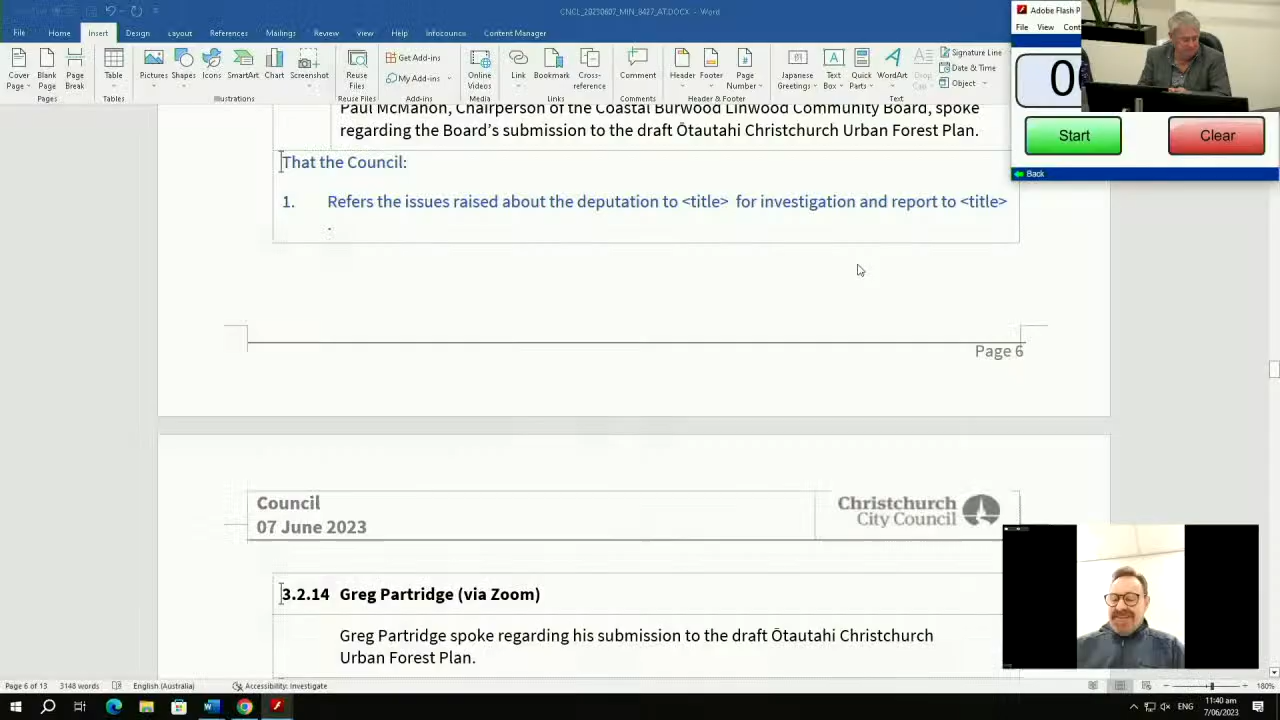 CNCL_20230607_MIN_8427_AT.DOCX - Word
File Home Insert Design Layout References Mailings Review View Help Infocouncil Content Manager
Cover Page
Blank Page
Page Break
Table
Pictures
Shapes
Icons
SmartArt
Chart
Screenshot
Reuse Files
Get Add-ins
My Add-ins
Online Videos
Link
Bookmark
Cross-reference
Comment
Header
Footer
Page Number
Japanese Greetings
Text Box
Quick Parts
WordArt
Drop Cap
Signature Line
Date & Time
Object
Pages Tables Illustrations Reuse Files Add-ins Media Links Comments Header & Footer Text
Paul McMahon, Chairperson of the Coastal Burwood Linwood Community Board, spoke
regarding the Board's submission to the draft Ōtautahi Christchurch Urban Forest Plan.
That the Council:
1. Refers the issues raised about the deputation to <title> for investigation and report to <title>
.
Page 6
Council
07 June 2023
Christchurch
City Council
3.2.14 Greg Partridge (via Zoom)
Greg Partridge spoke regarding his submission to the draft Ōtautahi Christchurch
Urban Forest Plan.
Adobe Flash P
File View Cont
0
Start Clear
Back
Page 6 of 13 3148 words English (Australia) Accessibility: Investigate 180%
ENG 11:40 am
7/06/2023